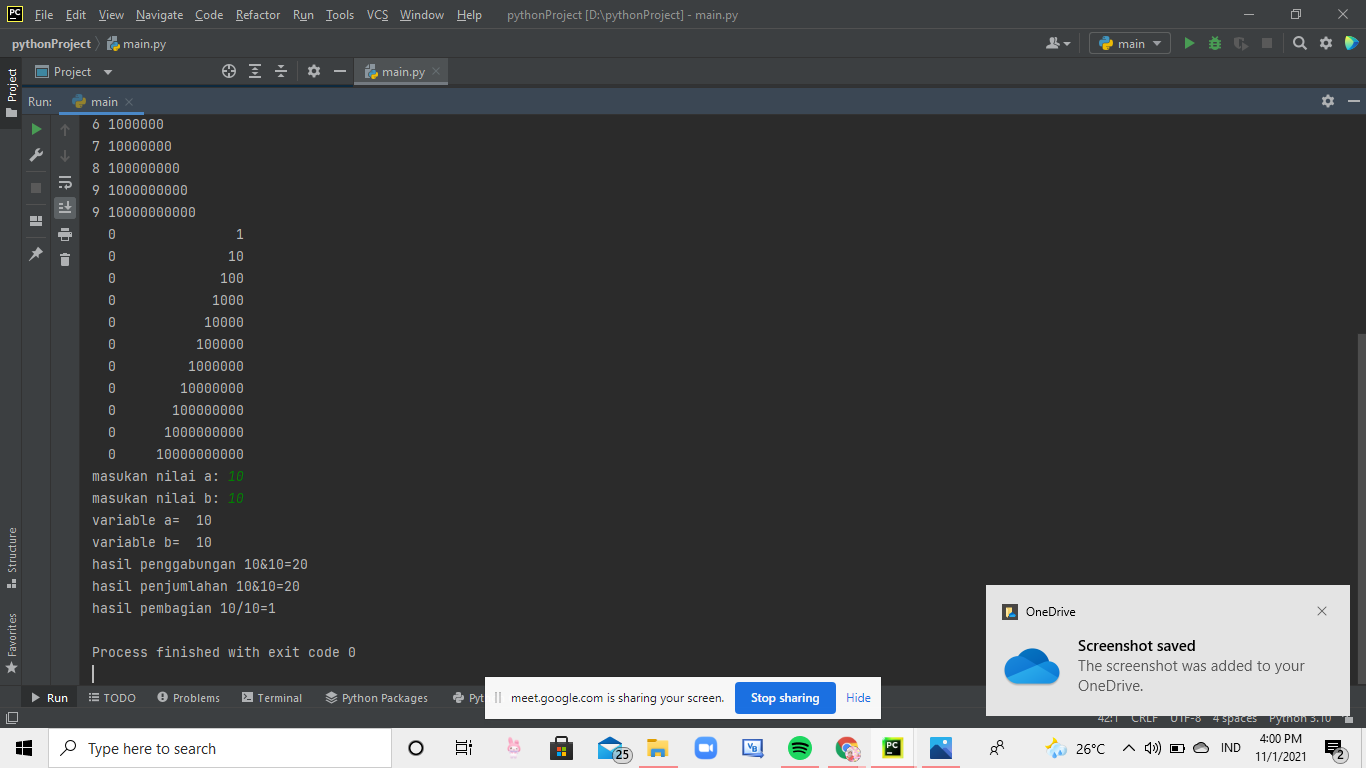 PC File Edit View Navigate Code Refactor Run Tools VCS Window Help pythonProject [D:\pythonProject] - main.py
pythonProject main.py main
Project Project main.py
Run: main
6 1000000
7 10000000
8 100000000
9 1000000000
9 10000000000
0 1
0 10
0 100
0 1000
0 10000
0 100000
0 1000000
0 10000000
0 100000000
0 1000000000
0 10000000000
masukan nilai a: 10
masukan nilai b: 10
variable a= 10
variable b= 10
hasil penggabungan 10&10=20
hasil penjumlahan 10&10=20
hasil pembagian 10/10=1
Process finished with exit code 0
Structure
Favorites
OneDrive
Screenshot saved
The screenshot was added to your
OneDrive.
Run TODO Problems Terminal Python Packages Pyt
meet.google.com is sharing your screen. Stop sharing Hide
42:1 CRLF UTF-8 4 spaces Python 3.10
Type here to search 25 VB PC 26°C IND 4:00 PM
11/1/2021 2